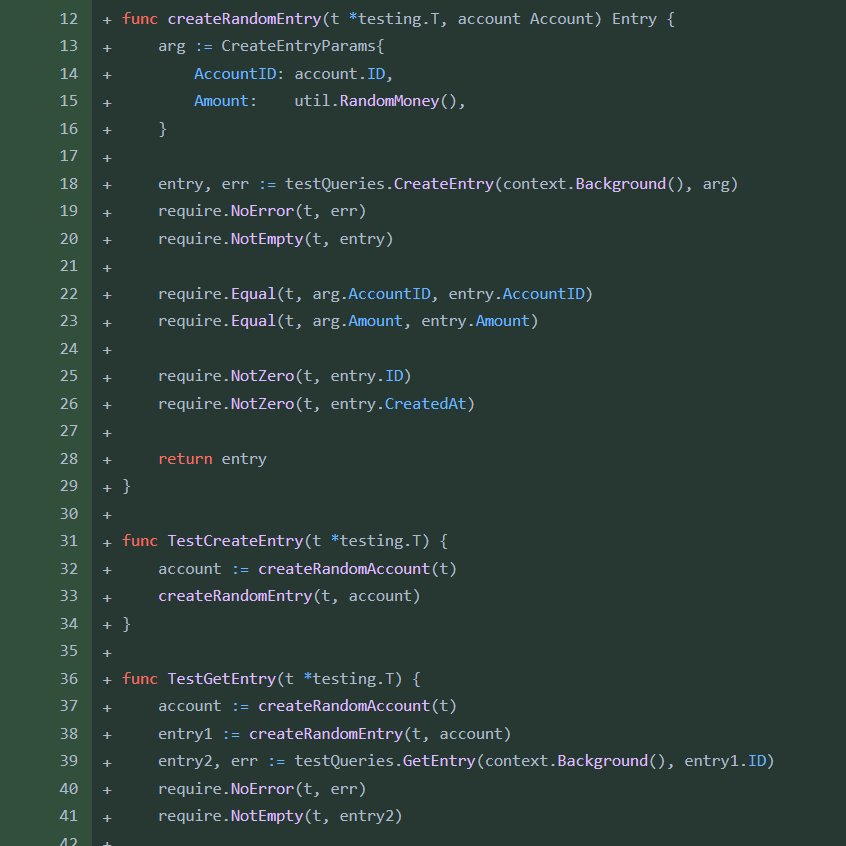 12 + func createRandomEntry(t *testing.T, account Account) Entry {
13 +     arg := CreateEntryParams{
14 +         AccountID: account.ID,
15 +         Amount:    util.RandomMoney(),
16 +     }
17 +
18 +     entry, err := testQueries.CreateEntry(context.Background(), arg)
19 +     require.NoError(t, err)
20 +     require.NotEmpty(t, entry)
21 +
22 +     require.Equal(t, arg.AccountID, entry.AccountID)
23 +     require.Equal(t, arg.Amount, entry.Amount)
24 +
25 +     require.NotZero(t, entry.ID)
26 +     require.NotZero(t, entry.CreatedAt)
27 +
28 +     return entry
29 + }
30 +
31 + func TestCreateEntry(t *testing.T) {
32 +     account := createRandomAccount(t)
33 +     createRandomEntry(t, account)
34 + }
35 +
36 + func TestGetEntry(t *testing.T) {
37 +     account := createRandomAccount(t)
38 +     entry1 := createRandomEntry(t, account)
39 +     entry2, err := testQueries.GetEntry(context.Background(), entry1.ID)
40 +     require.NoError(t, err)
41 +     require.NotEmpty(t, entry2)
42 +